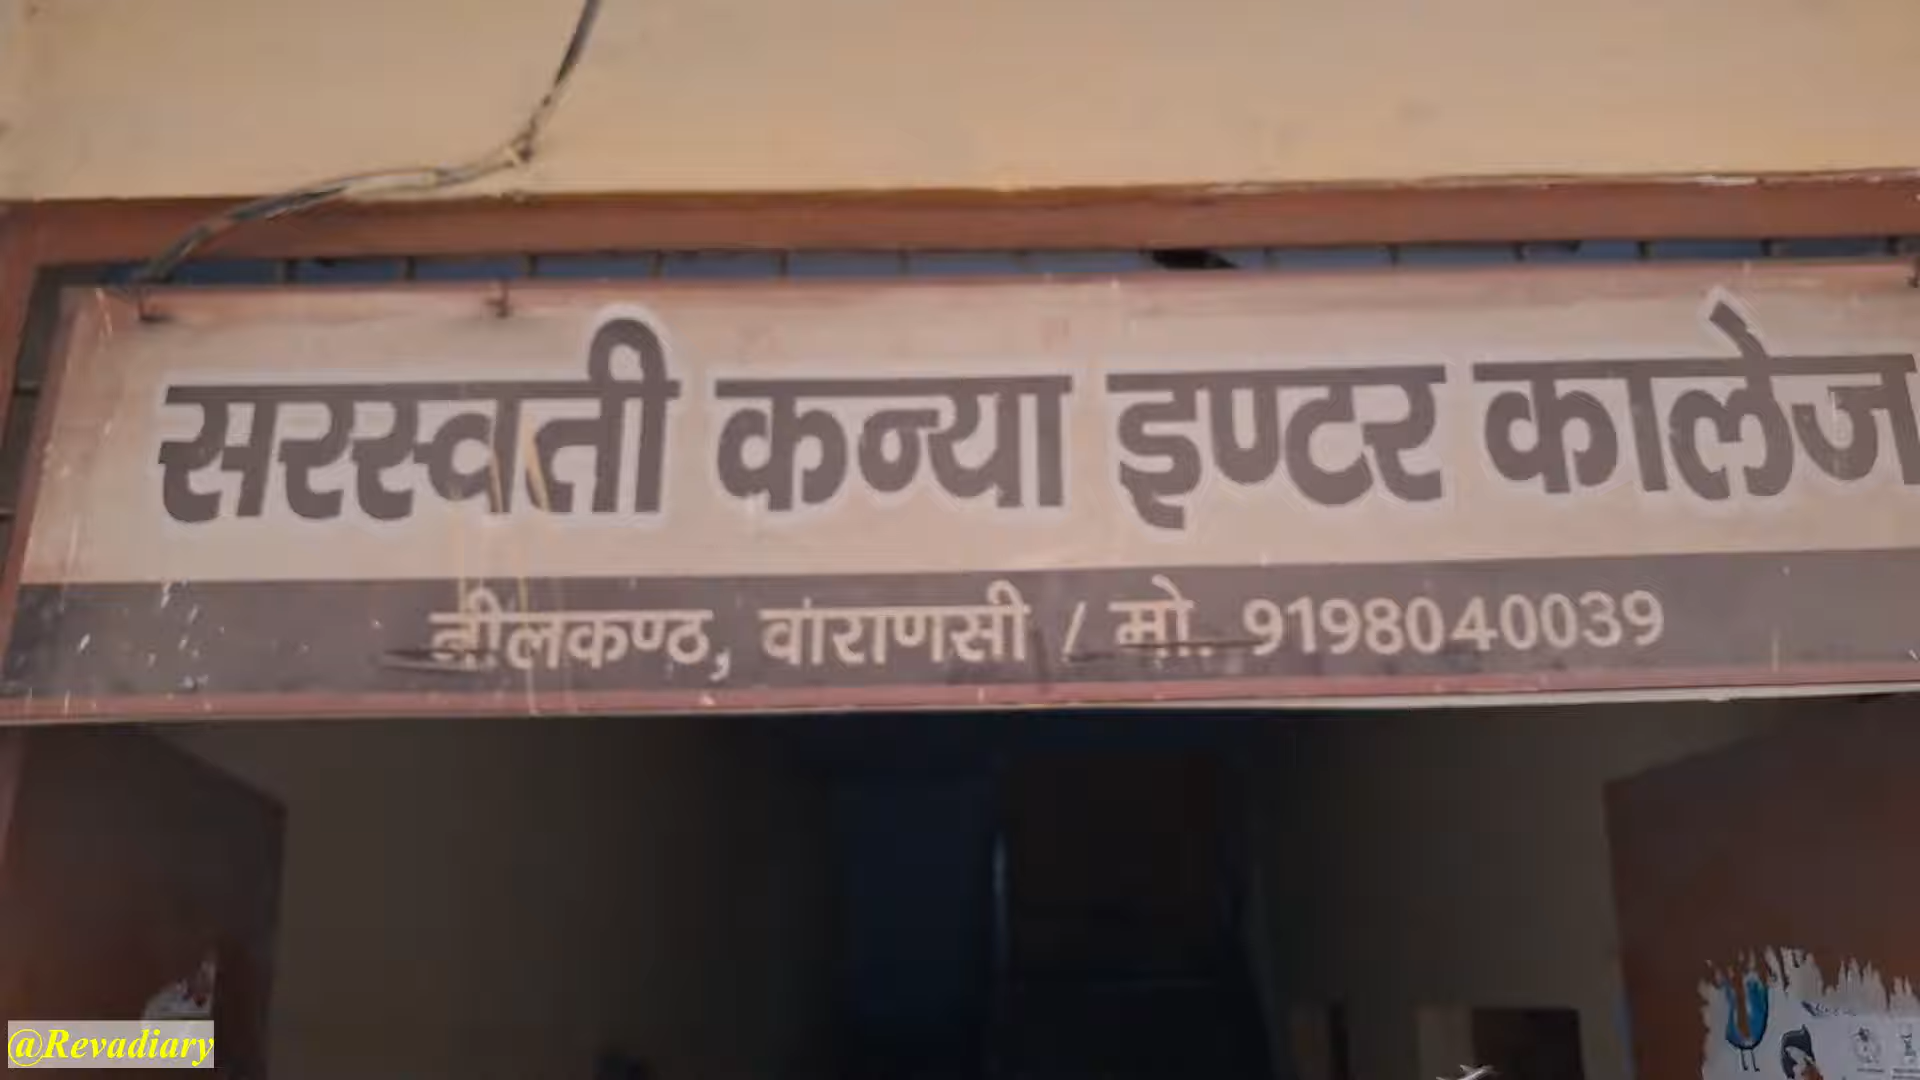 सरस्वती कन्या इण्टर कालेज
नीलकण्ठ, वाराणसी / मो. 9198040039
@Revadiary